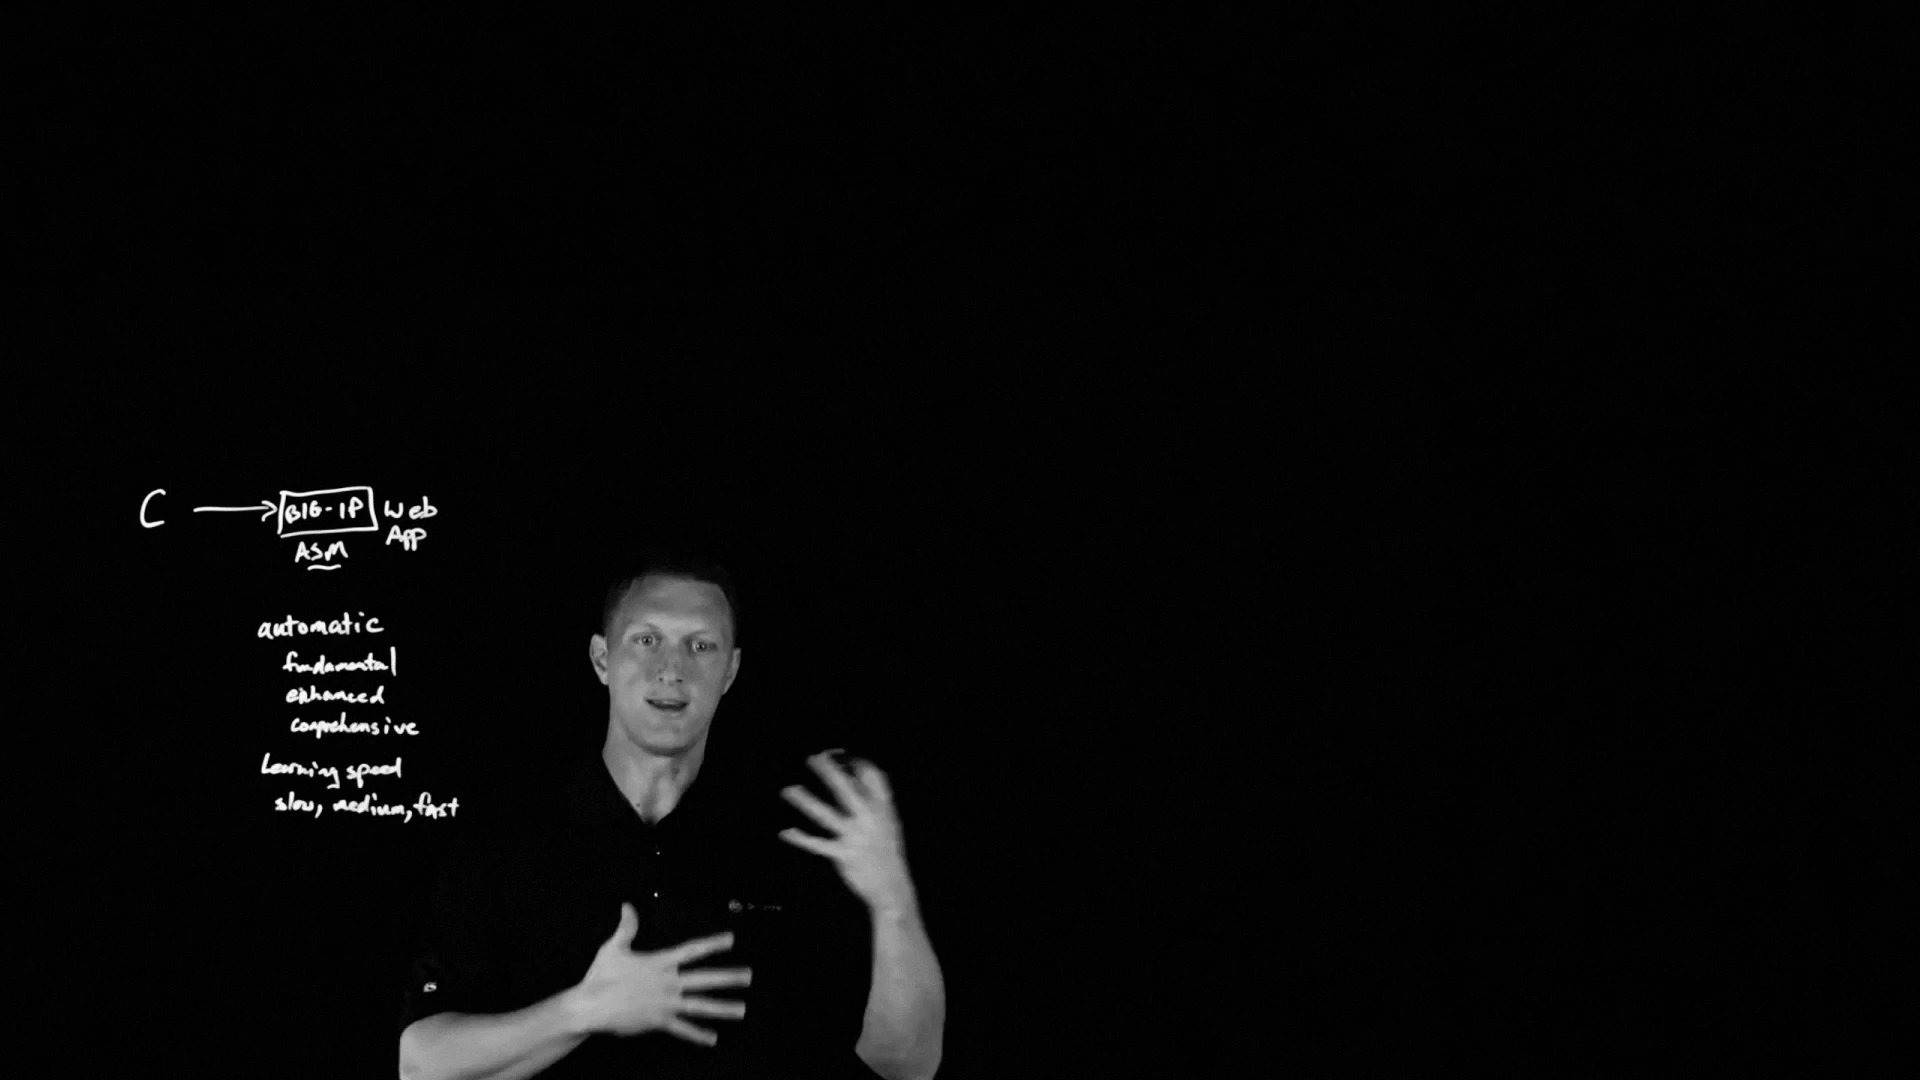 C → BIG-IP Web
App
ASM
automatic
fundamental
enhanced
comprehensive
Learning speed
slow, medium, fast